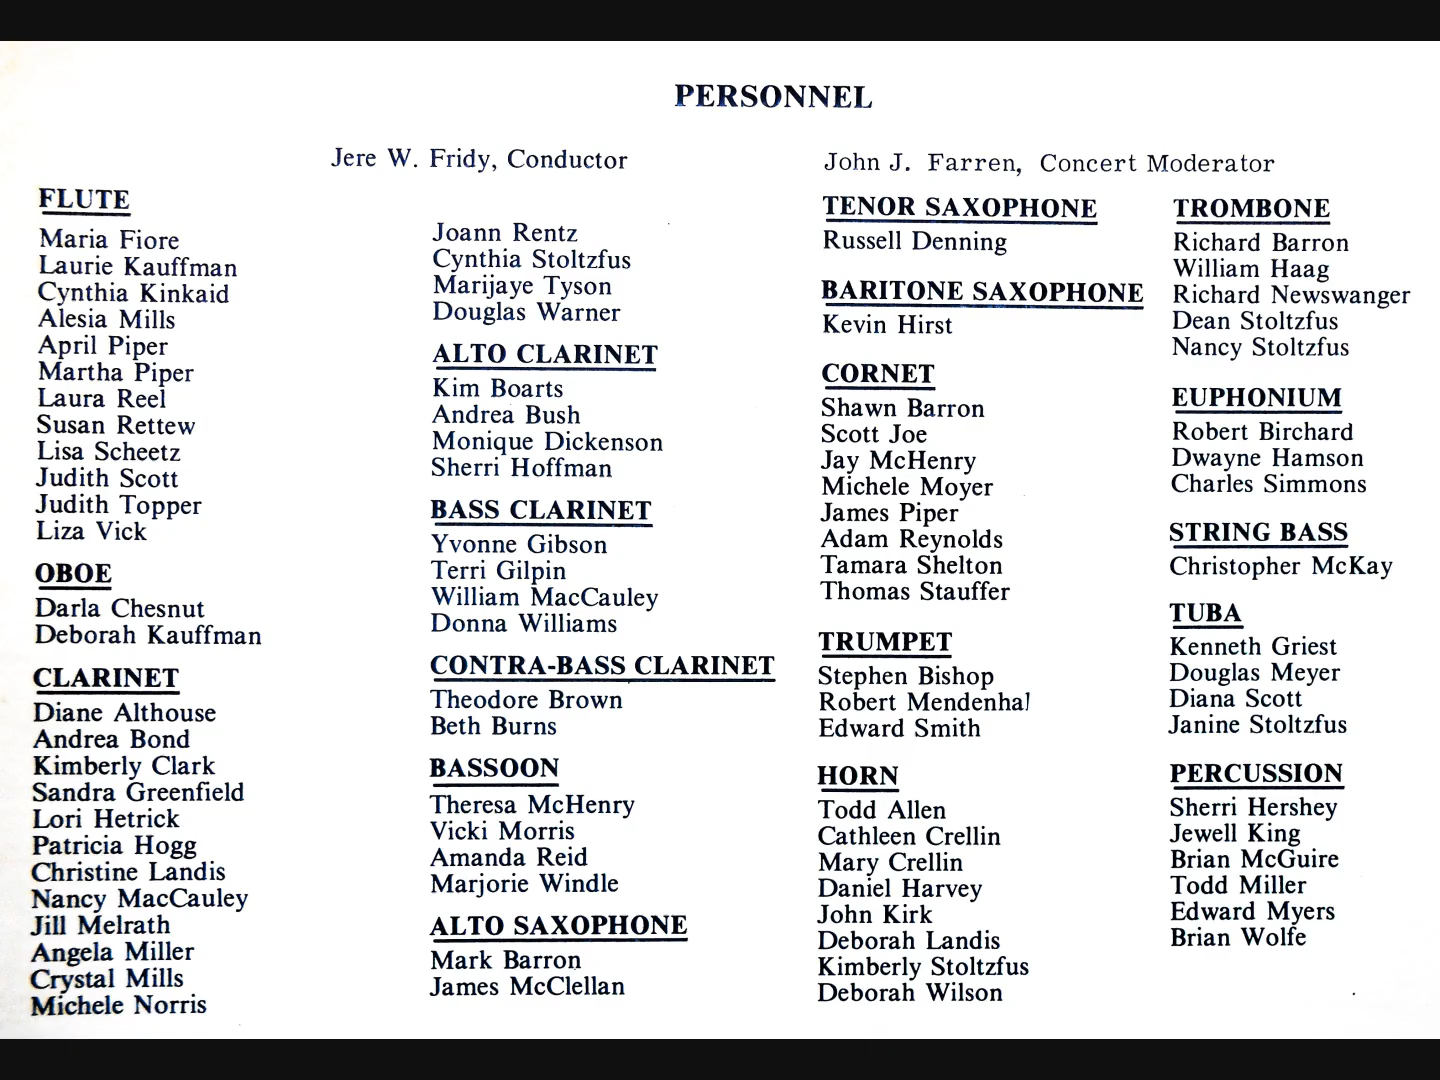 PERSONNEL
Jere W. Fridy, Conductor
John J. Farren, Concert Moderator
FLUTE
Maria Fiore
Laurie Kauffman
Cynthia Kinkaid
Alesia Mills
April Piper
Martha Piper
Laura Reel
Susan Rettew
Lisa Scheetz
Judith Scott
Judith Topper
Liza Vick
OBOE
Darla Chesnut
Deborah Kauffman
CLARINET
Diane Althouse
Andrea Bond
Kimberly Clark
Sandra Greenfield
Lori Hetrick
Patricia Hogg
Christine Landis
Nancy MacCauley
Jill Melrath
Angela Miller
Crystal Mills
Michele Norris
Joann Rentz
Cynthia Stoltzfus
Marijaye Tyson
Douglas Warner
ALTO CLARINET
Kim Boarts
Andrea Bush
Monique Dickenson
Sherri Hoffman
BASS CLARINET
Yvonne Gibson
Terri Gilpin
William MacCauley
Donna Williams
CONTRA-BASS CLARINET
Theodore Brown
Beth Burns
BASSOON
Theresa McHenry
Vicki Morris
Amanda Reid
Marjorie Windle
ALTO SAXOPHONE
Mark Barron
James McClellan
TENOR SAXOPHONE
Russell Denning
BARITONE SAXOPHONE
Kevin Hirst
CORNET
Shawn Barron
Scott Joe
Jay McHenry
Michele Moyer
James Piper
Adam Reynolds
Tamara Shelton
Thomas Stauffer
TRUMPET
Stephen Bishop
Robert Mendenhal
Edward Smith
HORN
Todd Allen
Cathleen Crellin
Mary Crellin
Daniel Harvey
John Kirk
Deborah Landis
Kimberly Stoltzfus
Deborah Wilson
TROMBONE
Richard Barron
William Haag
Richard Newswanger
Dean Stoltzfus
Nancy Stoltzfus
EUPHONIUM
Robert Birchard
Dwayne Hamson
Charles Simmons
STRING BASS
Christopher McKay
TUBA
Kenneth Griest
Douglas Meyer
Diana Scott
Janine Stoltzfus
PERCUSSION
Sherri Hershey
Jewell King
Brian McGuire
Todd Miller
Edward Myers
Brian Wolfe